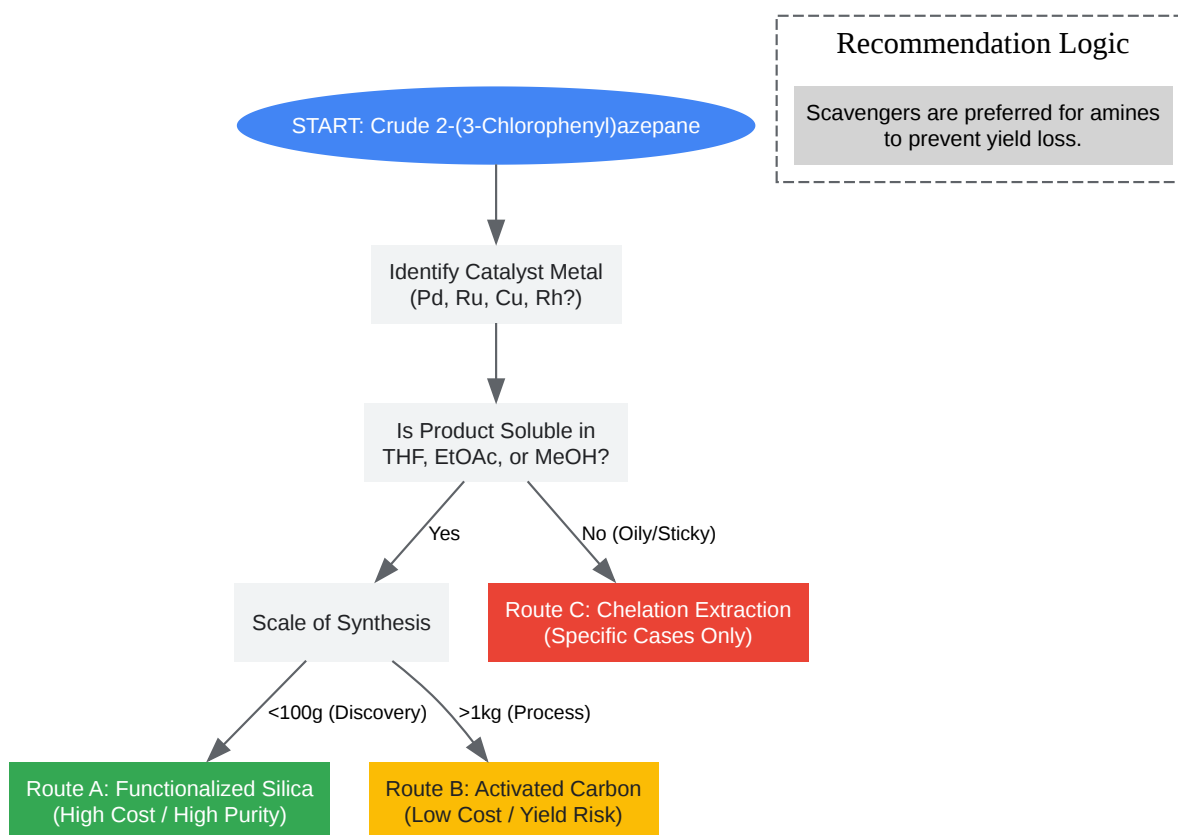 Recommendation Logic
Scavengers are preferred for amines
to prevent yield loss.
START: Crude 2-(3-Chlorophenyl)azepane
Identify Catalyst Metal
(Pd, Ru, Cu, Rh?)
Is Product Soluble in
THF, EtOAc, or MeOH?
Yes
No (Oily/Sticky)
Scale of Synthesis
Route C: Chelation Extraction
(Specific Cases Only)
<100g (Discovery)
>1kg (Process)
Route A: Functionalized Silica
(High Cost / High Purity)
Route B: Activated Carbon
(Low Cost / Yield Risk)